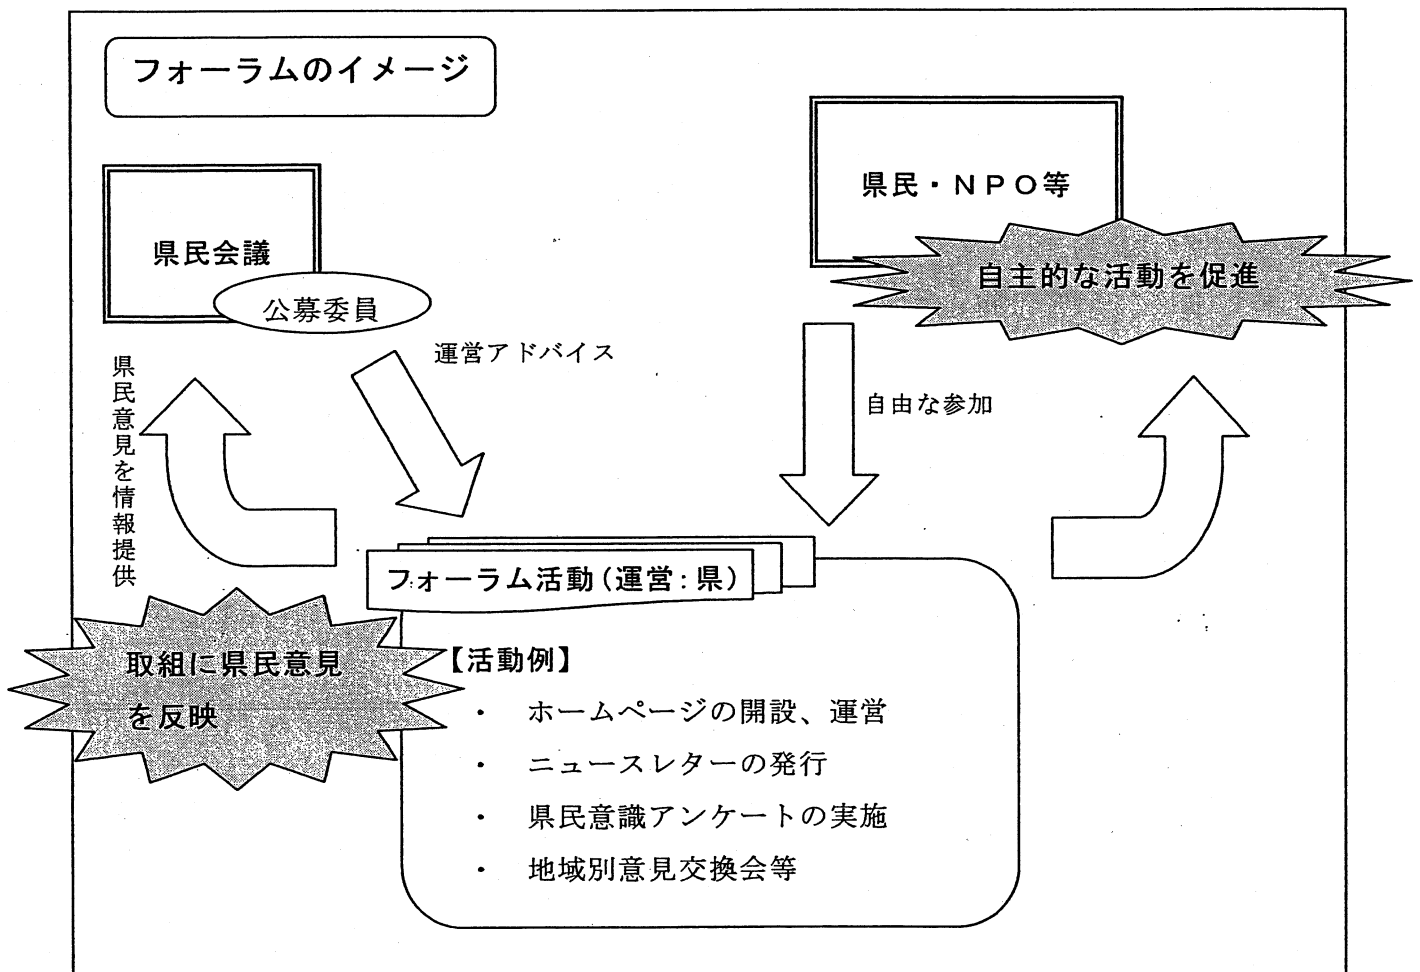 フォーラムのイメージ
県民・NPO等
自主的な活動を促進
県民会議
公募委員
運営アドバイス
自由な参加
県民意見を情報提供
フォーラム活動(運営:県)
取組に県民意見
を反映
【活動例】
・ ホームページの開設、運営
・ ニュースレターの発行
・ 県民意識アンケートの実施
・ 地域別意見交換会等